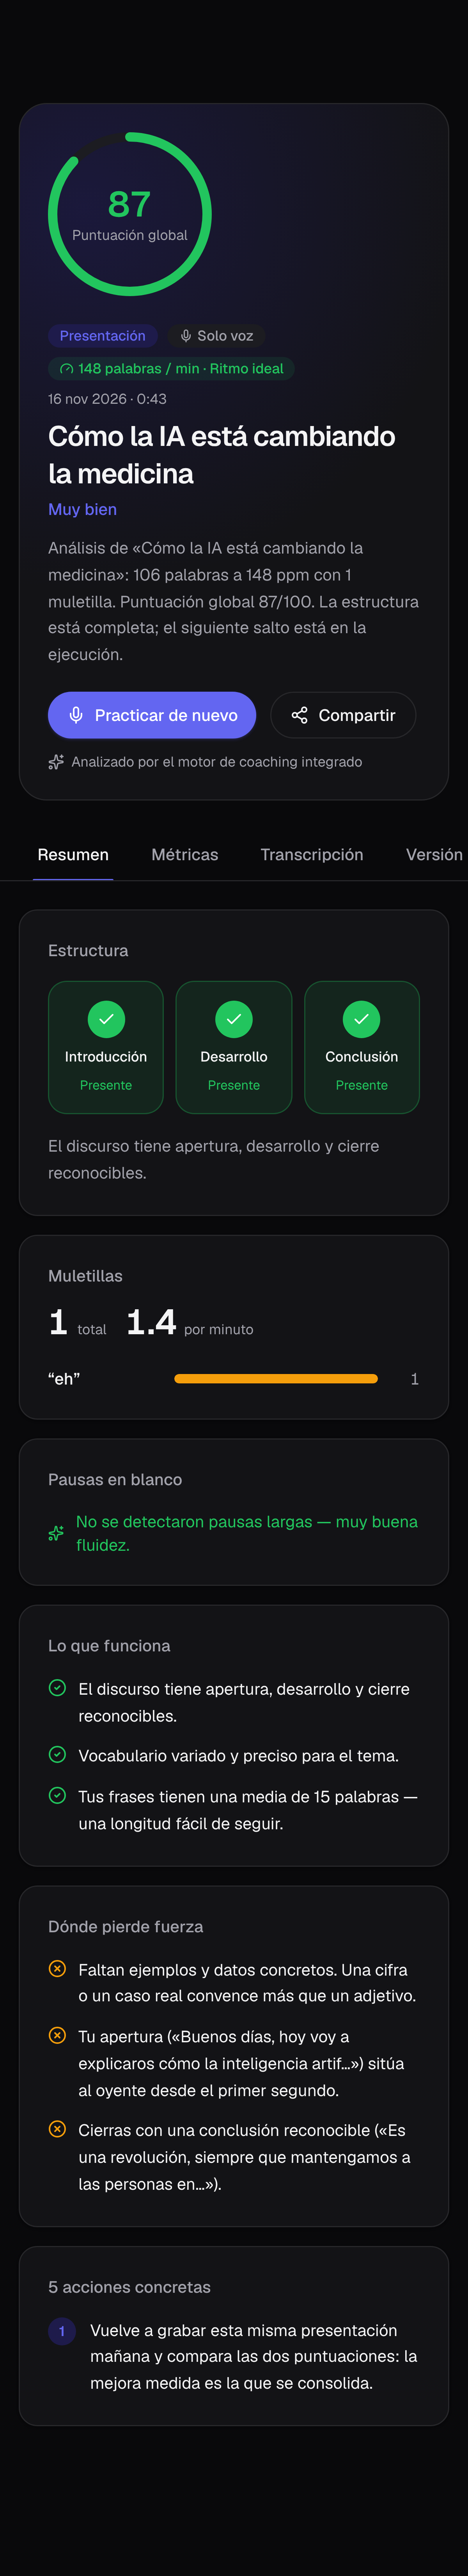 87
Puntuación global
Presentación
Solo voz
148 palabras / min · Ritmo ideal
16 nov 2026 · 0:43
Cómo la IA está cambiando
la medicina
Muy bien
Análisis de «Cómo la IA está cambiando la
medicina»: 106 palabras a 148 ppm con 1
muletilla. Puntuación global 87/100. La estructura
está completa; el siguiente salto está en la
ejecución.
Practicar de nuevo
Compartir
Analizado por el motor de coaching integrado
Resumen
Métricas
Transcripción
Versión
Estructura
Introducción
Presente
Desarrollo
Presente
Conclusión
Presente
El discurso tiene apertura, desarrollo y cierre
reconocibles.
Muletillas
1 total 1.4 por minuto
“eh” 1
Pausas en blanco
No se detectaron pausas largas — muy buena
fluidez.
Lo que funciona
El discurso tiene apertura, desarrollo y cierre
reconocibles.
Vocabulario variado y preciso para el tema.
Tus frases tienen una media de 15 palabras —
una longitud fácil de seguir.
Dónde pierde fuerza
Faltan ejemplos y datos concretos. Una cifra
o un caso real convence más que un adjetivo.
Tu apertura («Buenos días, hoy voy a
explicaros cómo la inteligencia artif…») sitúa
al oyente desde el primer segundo.
Cierras con una conclusión reconocible («Es
una revolución, siempre que mantengamos a
las personas en…»).
5 acciones concretas
1
Vuelve a grabar esta misma presentación
mañana y compara las dos puntuaciones: la
mejora medida es la que se consolida.